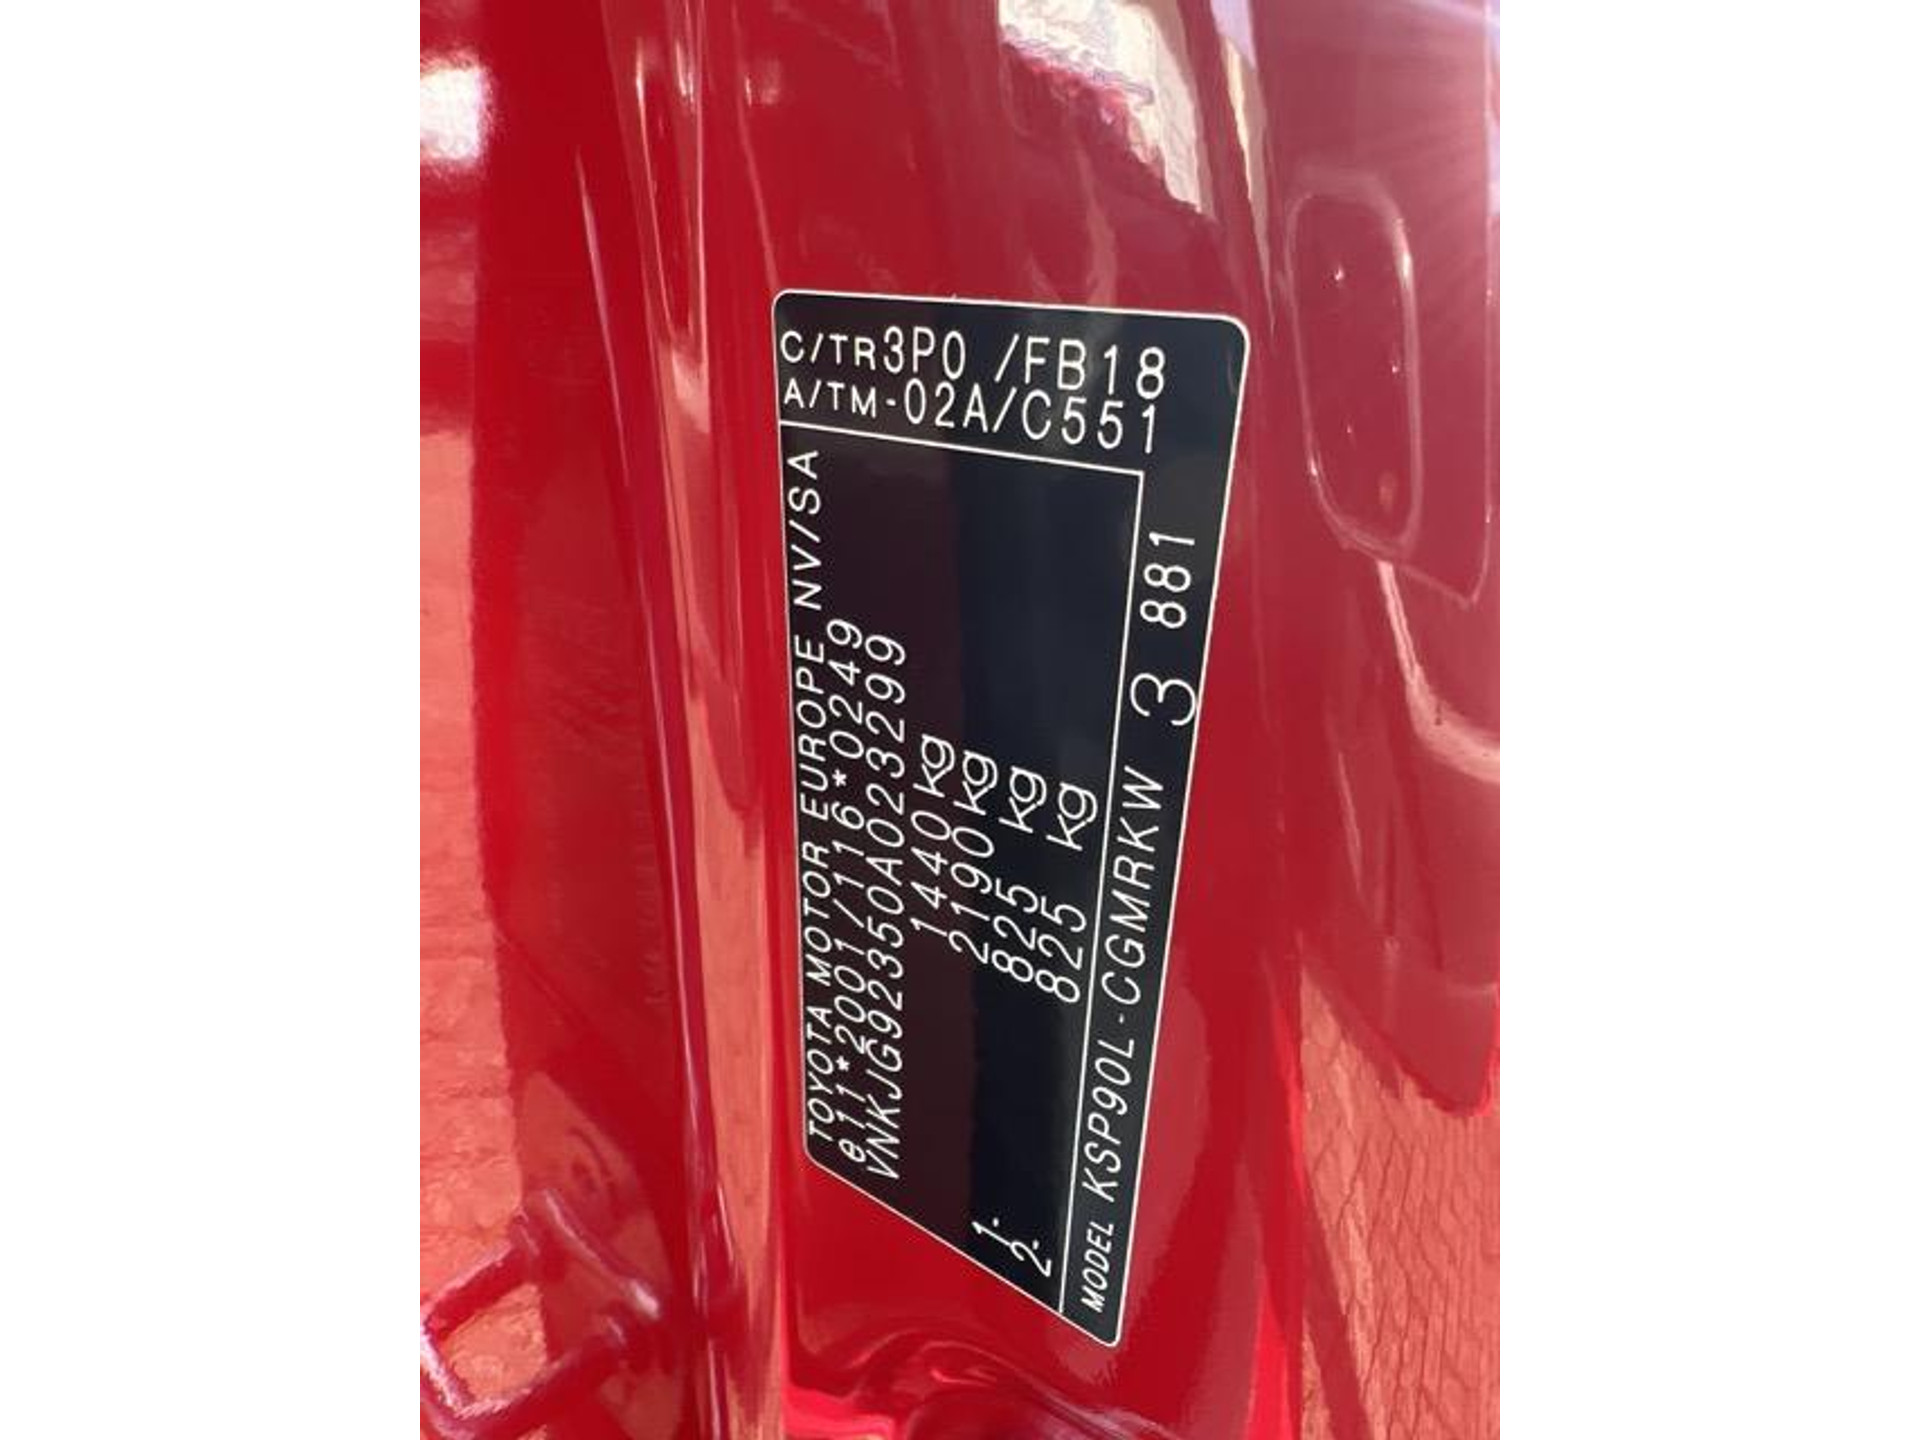 C/TR3P0 /FB18
A/TM-02A/C551
TOYOTA MOTOR EUROPE NV/SA
e11*2001/116*0249
VNKJG92350A023299
1440 kg
2190 kg
1- 825 kg
2- 825 kg
MODEL KSP90L-CGMRKW 3 881